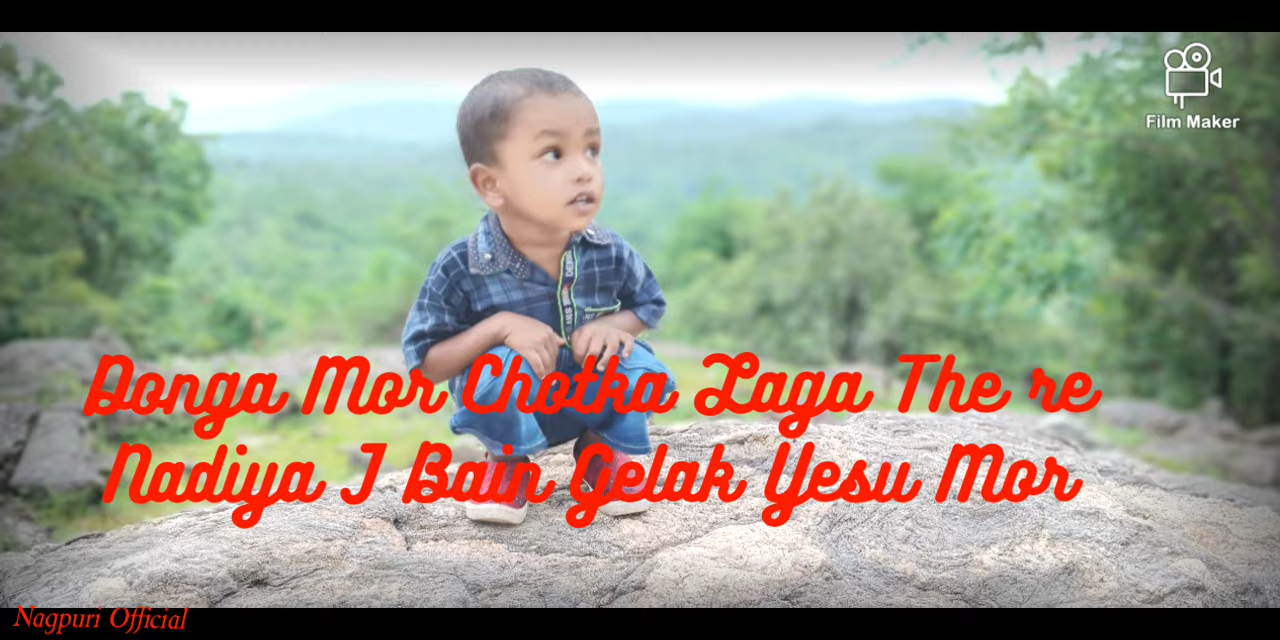 Film Maker
Donga Mor Chotka Laga The re
Nadiya I Bain Gelak Yesu Mor
Nagpuri Official